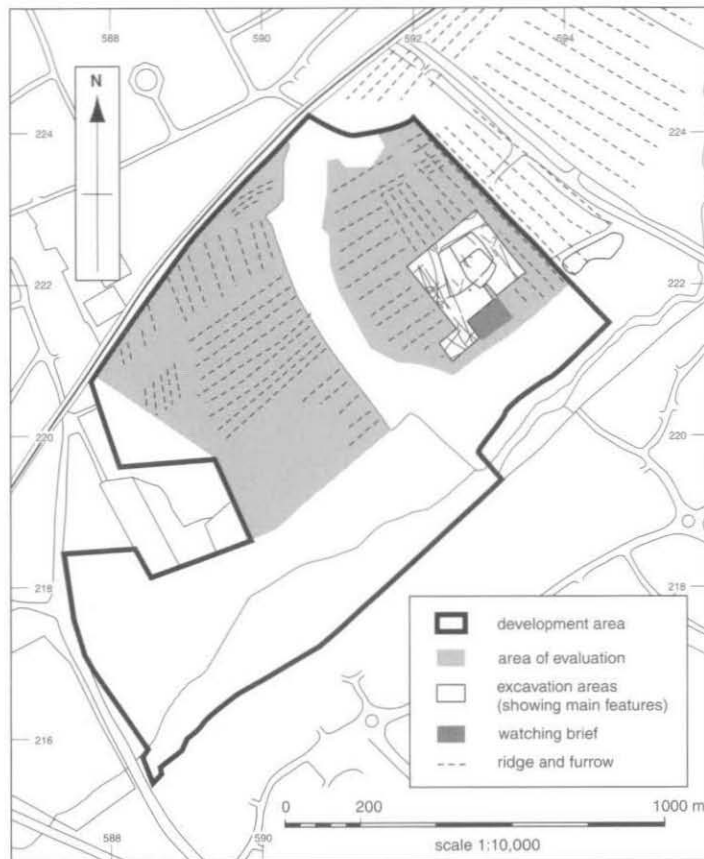 588
590
592
594
N
224
224
222
222
220
220
218
218
216
588
590
development area
area of evaluation
excavation areas
(showing main features)
watching brief
ridge and furrow
0
200
1000 m
scale 1:10,000